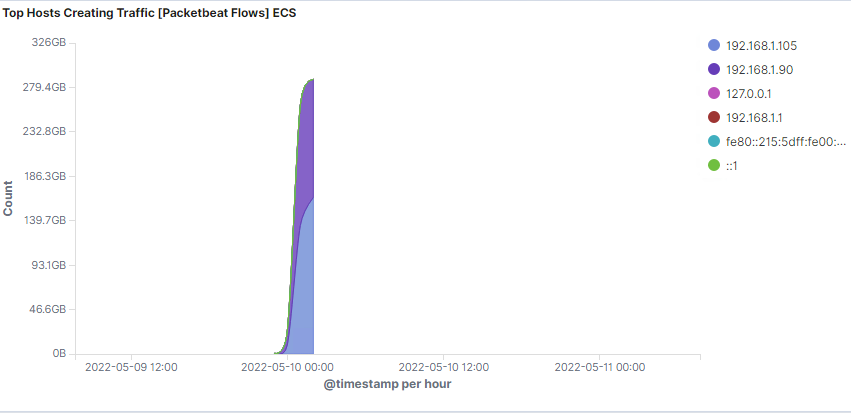 Top Hosts Creating Traffic [Packetbeat Flows] ECS
326GB
279.4GB
232.8GB
186.3GB
139.7GB
93.1GB
46.6GB
0B
Count
2022-05-09 12:00
2022-05-10 00:00
2022-05-10 12:00
2022-05-11 00:00
@timestamp per hour
192.168.1.105
192.168.1.90
127.0.0.1
192.168.1.1
fe80::215:5dff:fe00:...
::1